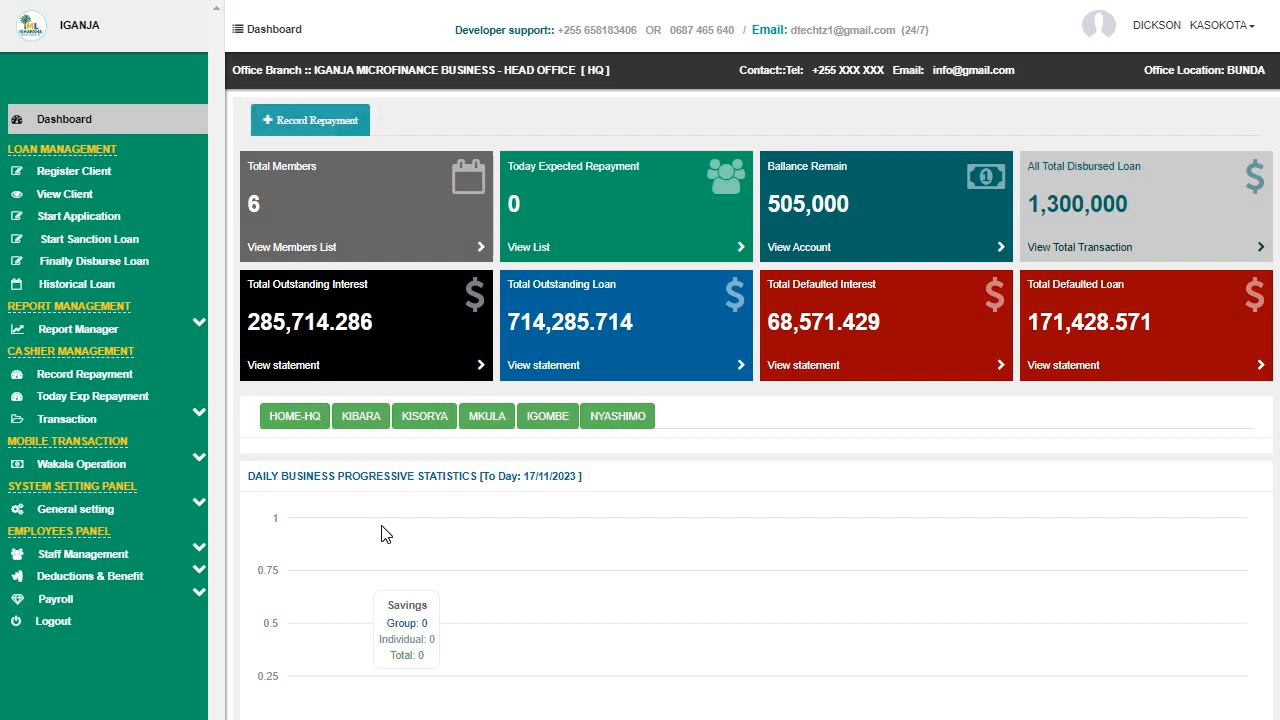 IGANJA
Dashboard
Developer support:: +255 658183406 OR 0687 465 640 / Email: dtechtz1@gmail.com (24/7)
DICKSON KASOKOTA
Office Branch :: IGANJA MICROFINANCE BUSINESS - HEAD OFFICE [ HQ ]
Contact::Tel: +255 XXX XXX Email: info@gmail.com
Office Location: BUNDA
Dashboard
LOAN MANAGEMENT
Register Client
View Client
Start Application
Start Sanction Loan
Finally Disburse Loan
Historical Loan
REPORT MANAGEMENT
Report Manager
CASHIER MANAGEMENT
Record Repayment
Today Exp Repayment
Transaction
MOBILE TRANSACTION
Wakala Operation
SYSTEM SETTING PANEL
General setting
EMPLOYEES PANEL
Staff Management
Deductions & Benefit
Payroll
Logout
Record Repayment
Total Members
6
View Members List
Today Expected Repayment
0
View List
Ballance Remain
505,000
View Account
All Total Disbursed Loan
1,300,000
View Total Transaction
Total Outstanding Interest
285,714.286
View statement
Total Outstanding Loan
714,285.714
View statement
Total Defaulted Interest
68,571.429
View statement
Total Defaulted Loan
171,428.571
View statement
HOME-HQ KIBARA KISORYA MKULA IGOMBE NYASHIMO
DAILY BUSINESS PROGRESSIVE STATISTICS [To Day: 17/11/2023 ]
1
0.75
0.5
0.25
Savings
Group: 0
Individual: 0
Total: 0